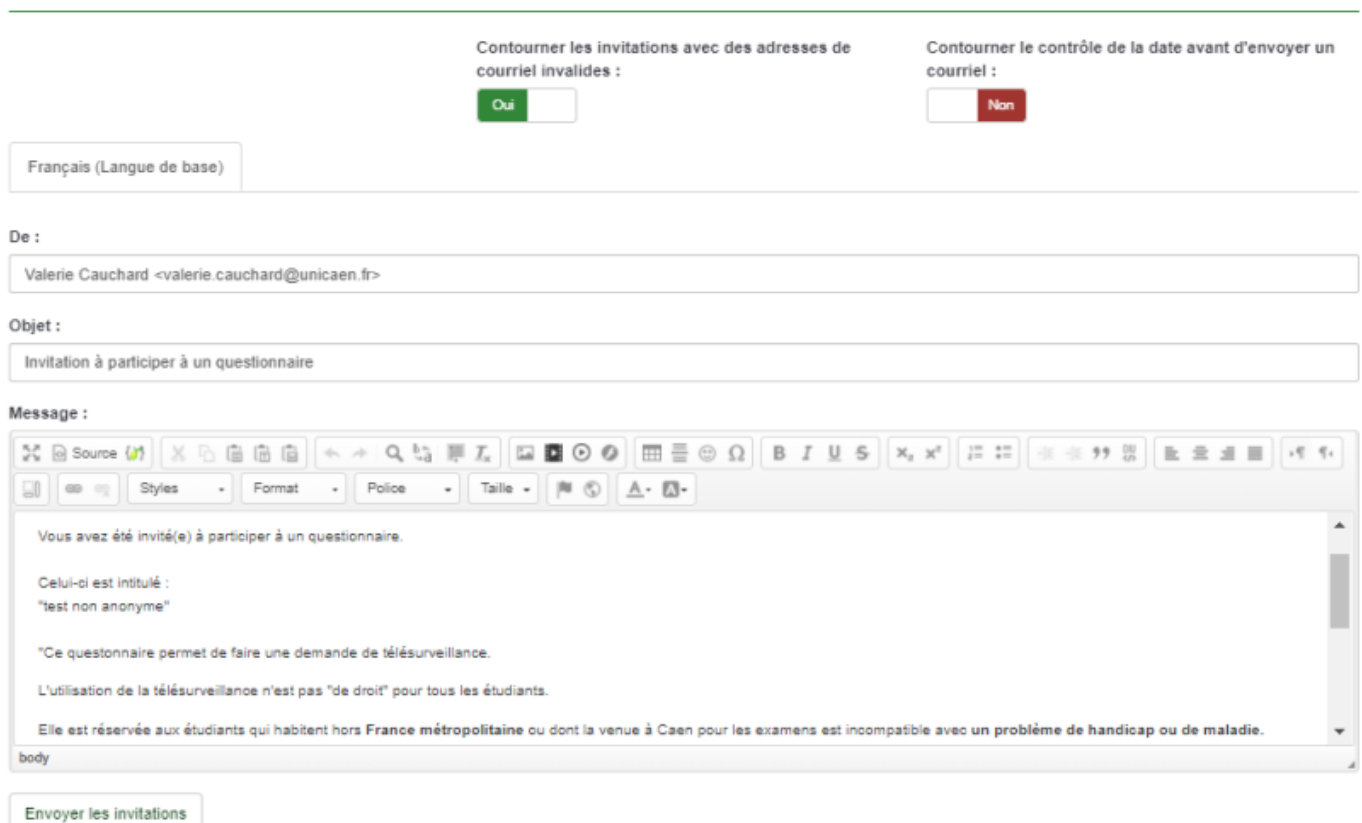 Contourner les invitations avec des adresses de
courriel invalides :
Oui
Contourner le contrôle de la date avant d'envoyer un
courriel :
Non
Français (Langue de base)
De :
Valerie Cauchard <valerie.cauchard@unicaen.fr>
Objet :
Invitation à participer à un questionnaire
Message :
Source
B I U S
Styles Format Police Taille
Vous avez été invité(e) à participer à un questionnaire.
Celui-ci est intitulé :
"test non anonyme"
"Ce questonnaire permet de faire une demande de télésurveillance.
L'utilisation de la télésurveillance n'est pas "de droit" pour tous les étudiants.
Elle est réservée aux étudiants qui habitent hors France métropolitaine ou dont la venue à Caen pour les examens est incompatible avec un problème de handicap ou de maladie.
body
Envoyer les invitations